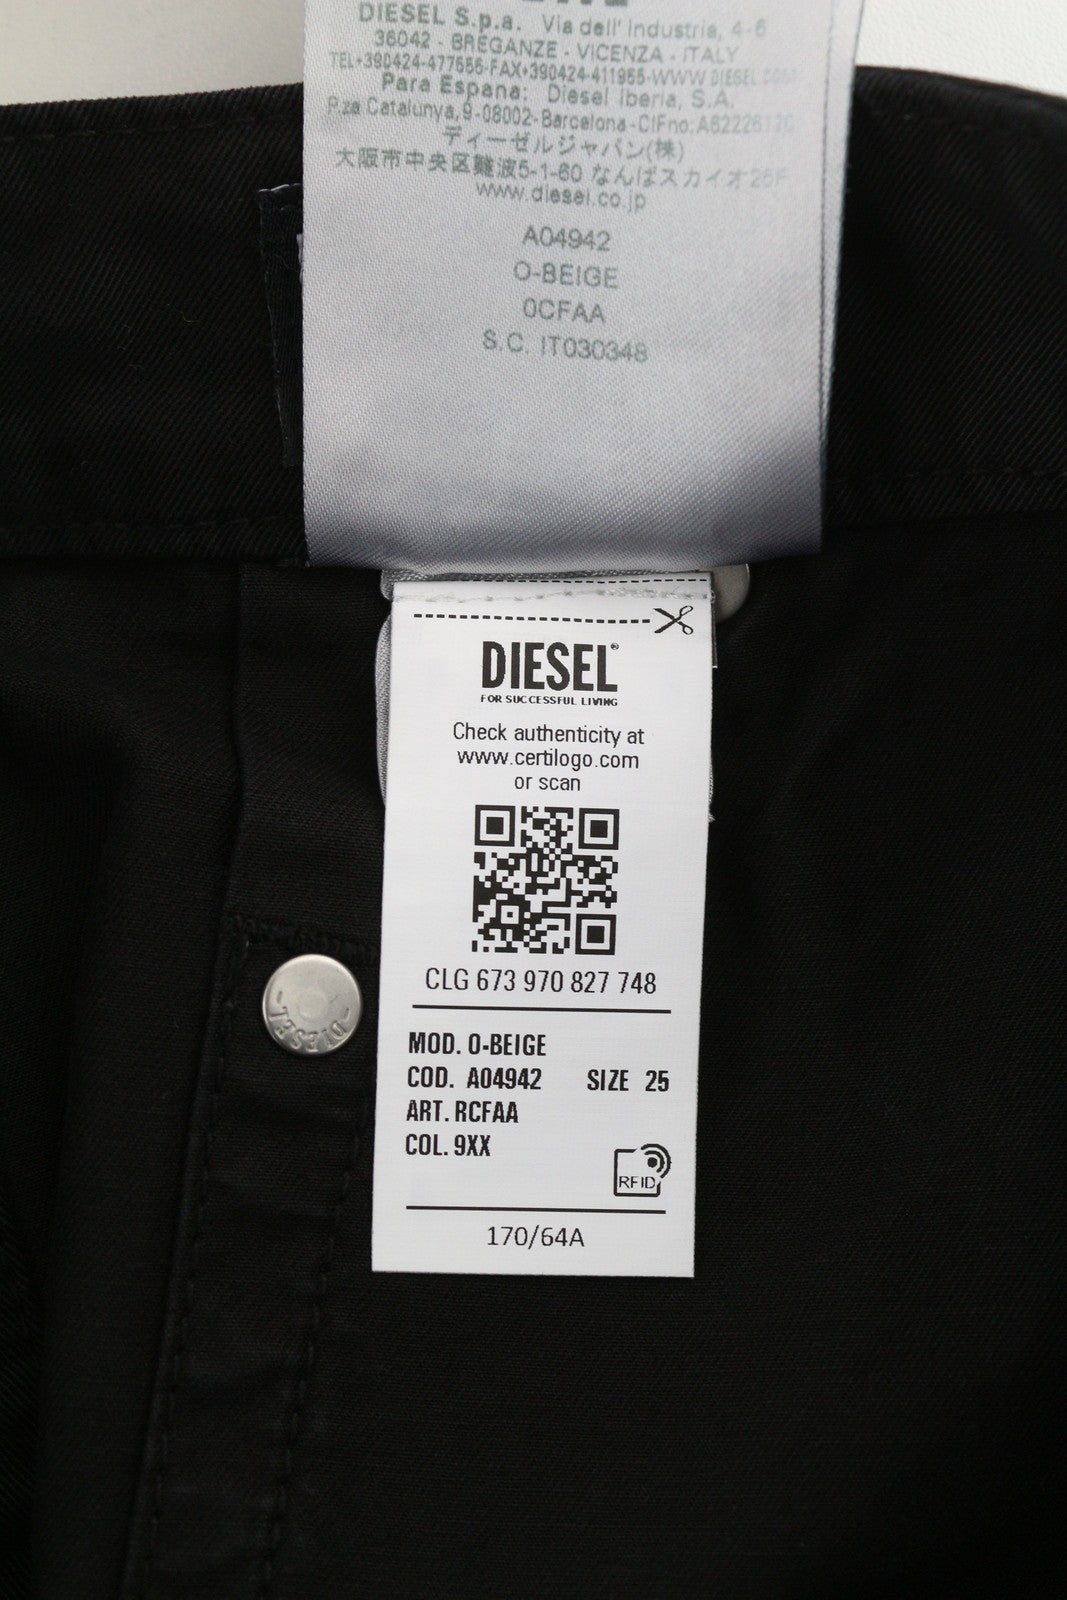 DIESEL S.p.a. Via dell' Industria, 4-6
36042 - BREGANZE - VICENZA - ITALY
TEL+390424-477555-FAX+390424-411955-WWW.DIESEL.COM
Para Espana: Diesel Iberia, S.A.
P.za Catalunya,9-08002-Barcelona-CIFno:
ディーゼルジャパン(株)
大阪市中央区難波5-1-60 なんばスカイオ26F
www.diesel.co.jp
A04942
O-BEIGE
0CFAA
S.C. IT030348
DIESEL®
FOR SUCCESSFUL LIVING
Check authenticity at
www.certilogo.com
or scan
CLG 673 970 827 748
MOD. O-BEIGE
COD. A04942 SIZE 25
ART. RCFAA
COL. 9XX
RFID
170/64A
DIESEL